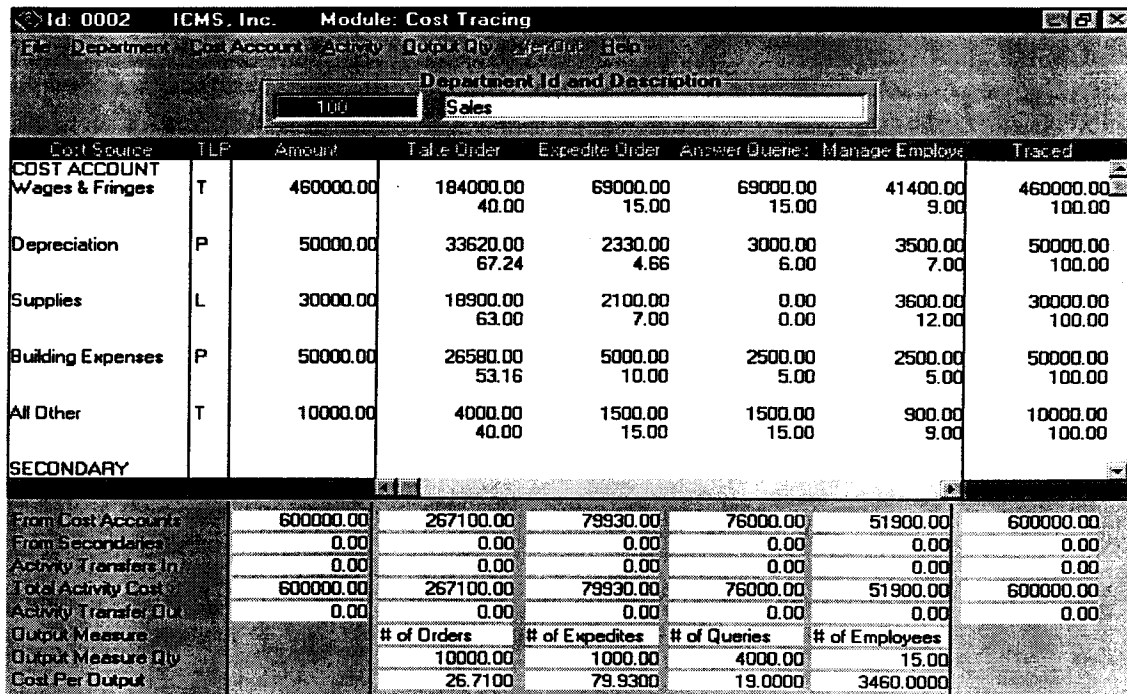 Id: 0002 ICMS, Inc. Module: Cost Tracing
File Department Cost Account Activity Output Qty Xfer Out Help
Department Id and Description
100 Sales
Cost Source TLP Amount Take Order Expedite Order Answer Queries Manage Employe Traced
COST ACCOUNT
Wages & Fringes T 460000.00 184000.00 69000.00 69000.00 41400.00 460000.00
40.00 15.00 15.00 9.00 100.00
Depreciation P 50000.00 33620.00 2330.00 3000.00 3500.00 50000.00
67.24 4.66 6.00 7.00 100.00
Supplies L 30000.00 18900.00 2100.00 0.00 3600.00 30000.00
63.00 7.00 0.00 12.00 100.00
Building Expenses P 50000.00 26580.00 5000.00 2500.00 2500.00 50000.00
53.16 10.00 5.00 5.00 100.00
All Other T 10000.00 4000.00 1500.00 1500.00 900.00 10000.00
40.00 15.00 15.00 9.00 100.00
SECONDARY
From Cost Accounts 600000.00 267100.00 79930.00 76000.00 51900.00 600000.00
From Secondaries 0.00 0.00 0.00 0.00 0.00 0.00
Activity Transfers In 0.00 0.00 0.00 0.00 0.00 0.00
Total Activity Cost 600000.00 267100.00 79930.00 76000.00 51900.00 600000.00
Activity Transfer Out 0.00 0.00 0.00 0.00 0.00 0.00
Output Measure # of Orders # of Expedites # of Queries # of Employees
Output Measure Qty 10000.00 1000.00 4000.00 15.00
Cost Per Output 26.7100 79.9300 19.0000 3460.0000